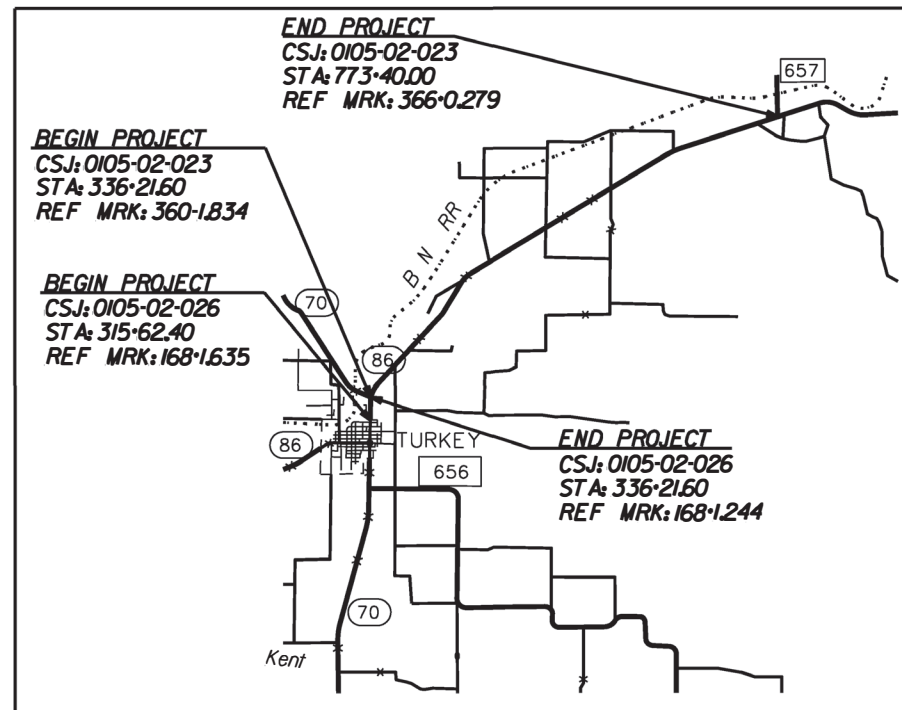 END PROJECT
CSJ: 0105-02-023
STA: 773+40.00
REF MRK: 366+0.279
657
BEGIN PROJECT
CSJ: 0105-02-023
STA: 336+21.60
REF MRK: 360-1.834
B N RR
BEGIN PROJECT
CSJ: 0105-02-026
STA: 315+62.40
REF MRK: 168+1.635
70
86
86
TURKEY
656
END PROJECT
CSJ: 0105-02-026
STA: 336+21.60
REF MRK: 168+1.244
70
Kent